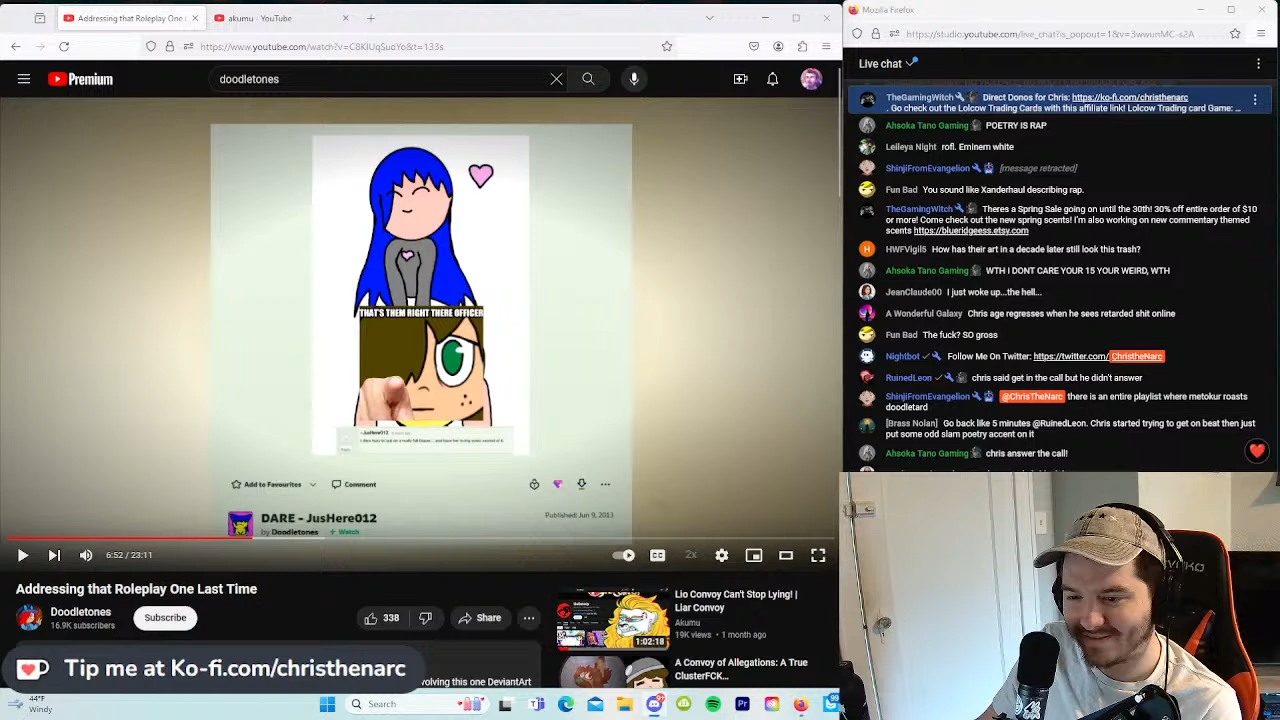 Addressing that Roleplay One
akumu - YouTube
https://www.youtube.com/watch?v=C8KlUqSuoYo&t=133s
Premium
doodletones
THAT'S THEM RIGHT THERE OFFICER
~JusHere012
Add to Favourites
Comment
DARE - JusHere012
by Doodletones + Watch
Published: Jun 9, 2013
6:52 / 23:11
CC
2x
Addressing that Roleplay One Last Time
Doodletones
16.9K subscribers
Subscribe
338
Share
Lio Convoy Can't Stop Lying! |
Liar Convoy
Akumu
19K views • 1 month ago
1:02:18
A Convoy of Allegations: A True
ClusterFCK...
D Tip me at Ko-fi.com/christhenarc
volving this one DeviantArt
44°F
Windy
Search
Mozilla Firefox
https://studio.youtube.com/live_chat?is_popout=1&v=3wwunMC-s2A
Live chat
TheGamingWitch Direct Donos for Chris: https://ko-fi.com/christhenarc
. Go check out the Lolcow Trading Cards with this affiliate link! Lolcow Trading card Game: ...
Ahsoka Tano Gaming POETRY IS RAP
Leileya Night rofl. Eminem white
ShinjiFromEvangelion [message retracted]
Fun Bad You sound like Xanderhaul describing rap.
TheGamingWitch Theres a Spring Sale going on until the 30th! 30% off entire order of $10
or more! Come check out the new spring scents! I'm also working on new commentary themed
scents https://blueridgeess.etsy.com
HWFVigil5 How has their art in a decade later still look this trash?
Ahsoka Tano Gaming WTH I DONT CARE YOUR 15 YOUR WEIRD, WTH
JeanClaude00 I just woke up...the hell...
A Wonderful Galaxy Chris age regresses when he sees retarded shit online
Fun Bad The fuck? SO gross
Nightbot Follow Me On Twitter: https://twitter.com/ChristheNarc
RuinedLeon chris said get in the call but he didn't answer
ShinjiFromEvangelion @ChrisTheNarc there is an entire playlist where metokur roasts
doodletard
[Brass Nolan] Go back like 5 minutes @RuinedLeon. Chris started trying to get on beat then just
put some odd slam poetry accent on it
Ahsoka Tano Gaming chris answer the call!